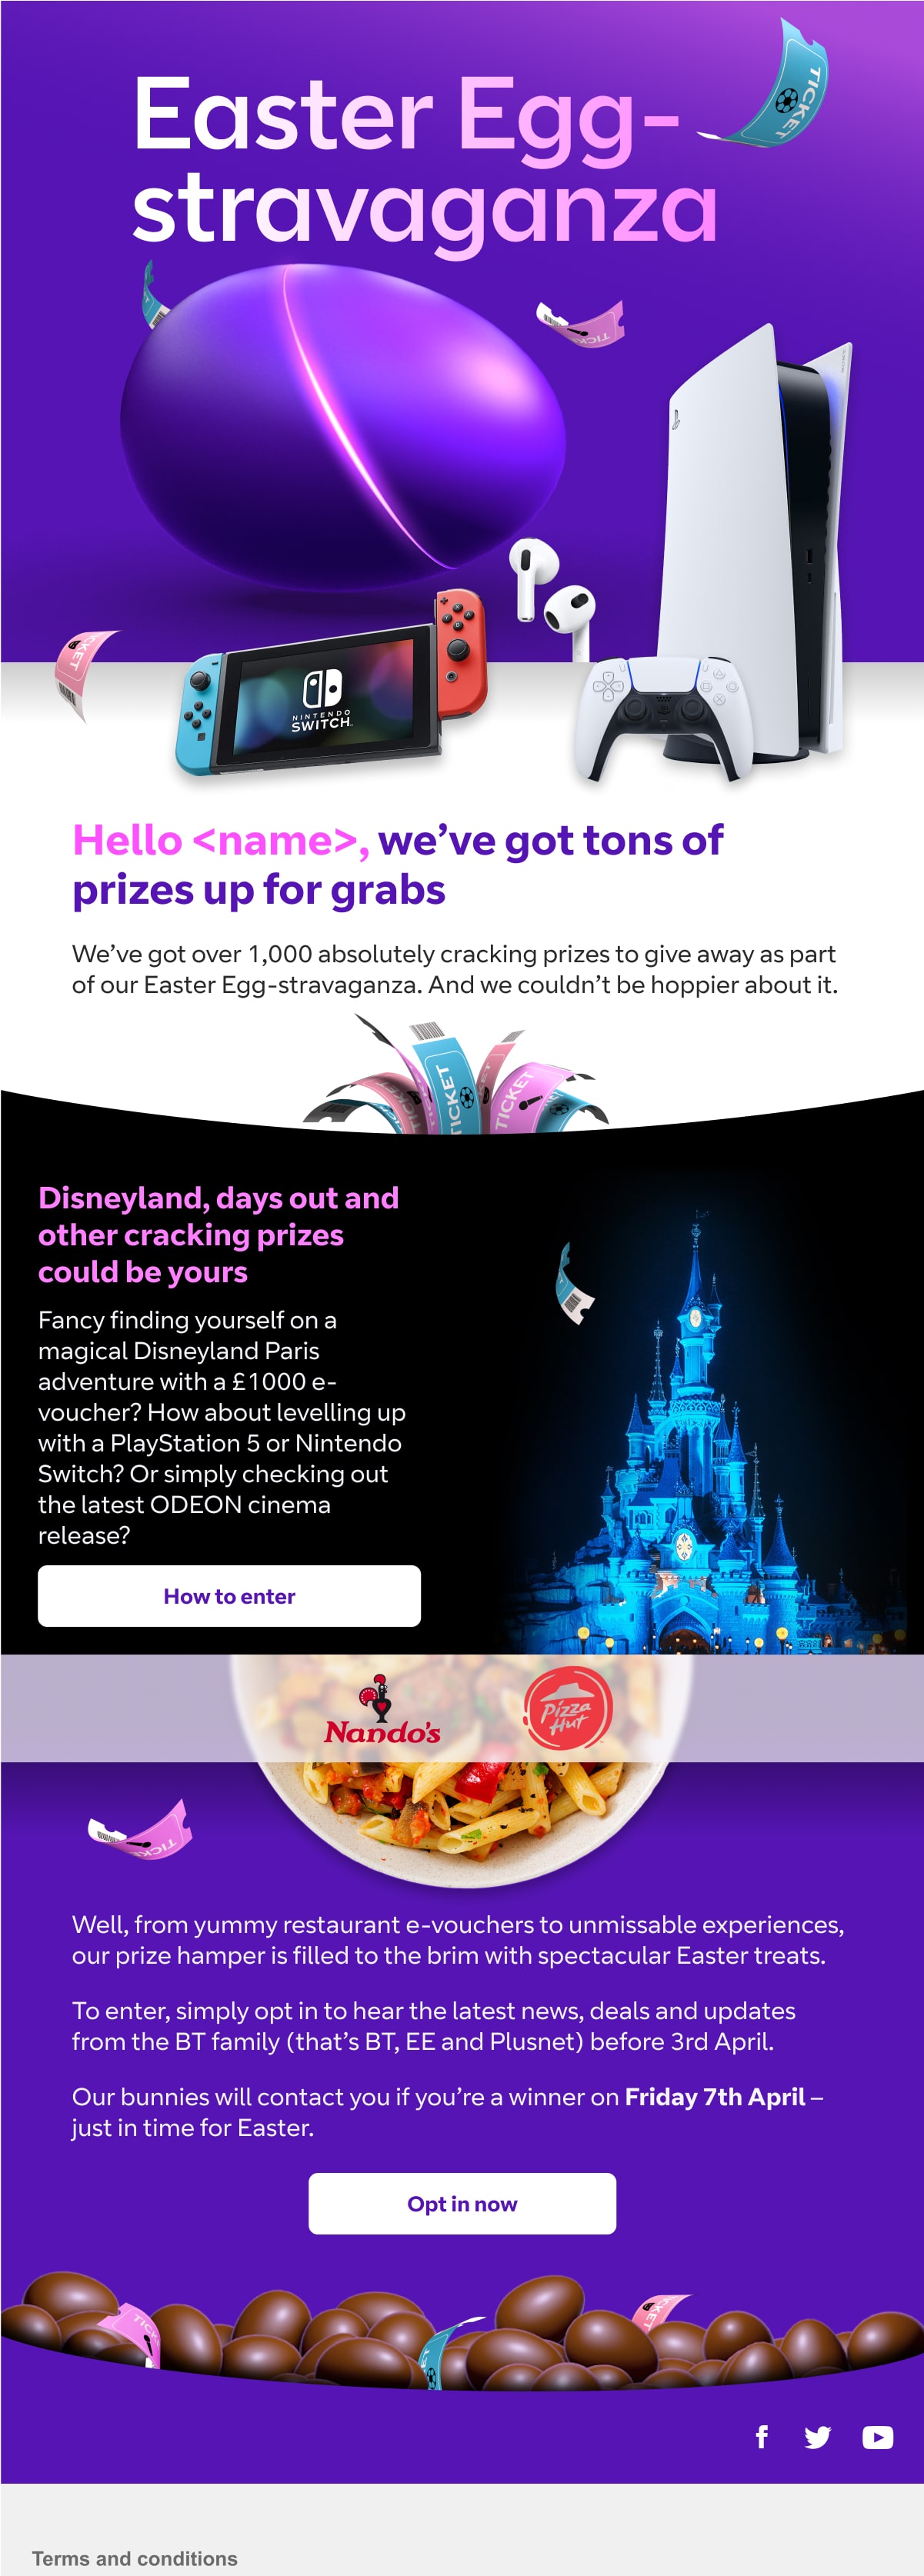 Easter Egg-
stravaganza
TICKET
TICKET
NINTENDO
SWITCH
Hello <name>, we’ve got tons of
prizes up for grabs
We’ve got over 1,000 absolutely cracking prizes to give away as part
of our Easter Egg-stravaganza. And we couldn’t be hoppier about it.
TICKET
TICKET
Disneyland, days out and
other cracking prizes
could be yours
Fancy finding yourself on a
magical Disneyland Paris
adventure with a £1000 e-
voucher? How about levelling up
with a PlayStation 5 or Nintendo
Switch? Or simply checking out
the latest ODEON cinema
release?
How to enter
Nando's
Pizza
Hut
Well, from yummy restaurant e-vouchers to unmissable experiences,
our prize hamper is filled to the brim with spectacular Easter treats.
To enter, simply opt in to hear the latest news, deals and updates
from the BT family (that’s BT, EE and Plusnet) before 3rd April.
Our bunnies will contact you if you’re a winner on Friday 7th April –
just in time for Easter.
Opt in now
Terms and conditions